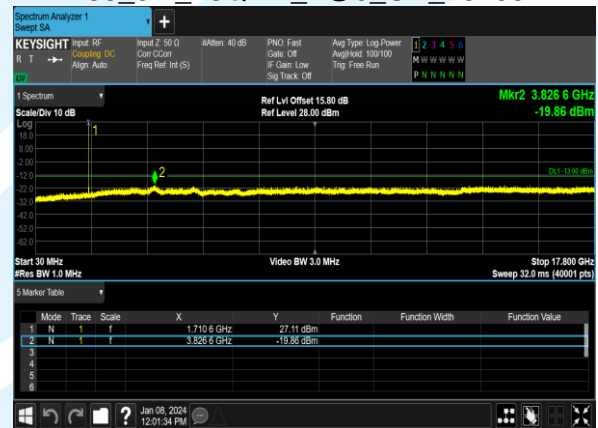 Spectrum Analyzer 1
Swept SA
+
KEYSIGHT Input: RF Input Z: 50 Ω #Atten: 40 dB PNO: Fast Avg Type: Log-Power 1 2 3 4 5 6
R T Coupling: DC Corr CCorr Gate: Off Avg|Hold: 100/100 M W W W W W
Align: Auto Freq Ref: Int (S) IF Gain: Low Trig: Free Run
Sig Track: Off P N N N N N
LXI
1 Spectrum
Ref Lvl Offset 15.80 dB Mkr2 3.826 6 GHz
Scale/Div 10 dB Ref Level 28.00 dBm -19.86 dBm
Log
1
18.0
8.00
-2.00
-12.0 2 DL1 -13.00 dBm
-22.0
-32.0
-42.0
-52.0
-62.0
Start 30 MHz Video BW 3.0 MHz Stop 17.800 GHz
#Res BW 1.0 MHz Sweep 32.0 ms (40001 pts)
5 Marker Table
Mode Trace Scale X Y Function Function Width Function Value
1 N 1 f 1.710 6 GHz 27.11 dBm
2 N 1 f 3.826 6 GHz -19.86 dBm
3
4
5
6
? Jan 08, 2024
12:01:34 PM